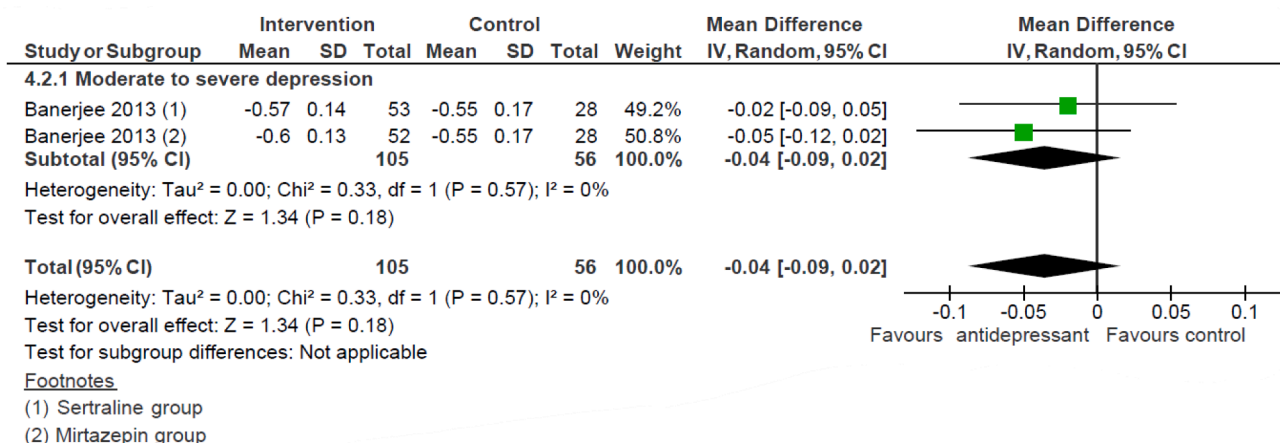 Intervention Control Mean Difference Mean Difference
Study or Subgroup Mean SD Total Mean SD Total Weight IV, Random, 95% CI IV, Random, 95% CI
4.2.1 Moderate to severe depression
Banerjee 2013 (1) -0.57 0.14 53 -0.55 0.17 28 49.2% -0.02 [-0.09, 0.05]
Banerjee 2013 (2) -0.6 0.13 52 -0.55 0.17 28 50.8% -0.05 [-0.12, 0.02]
Subtotal (95% CI) 105 56 100.0% -0.04 [-0.09, 0.02]
Heterogeneity: Tau² = 0.00; Chi² = 0.33, df = 1 (P = 0.57); I² = 0%
Test for overall effect: Z = 1.34 (P = 0.18)
Total (95% CI) 105 56 100.0% -0.04 [-0.09, 0.02]
Heterogeneity: Tau² = 0.00; Chi² = 0.33, df = 1 (P = 0.57); I² = 0%
Test for overall effect: Z = 1.34 (P = 0.18)
Test for subgroup differences: Not applicable
-0.1 -0.05 0 0.05 0.1
Favours antidepressant Favours control
Footnotes
(1) Sertraline group
(2) Mirtazepin group